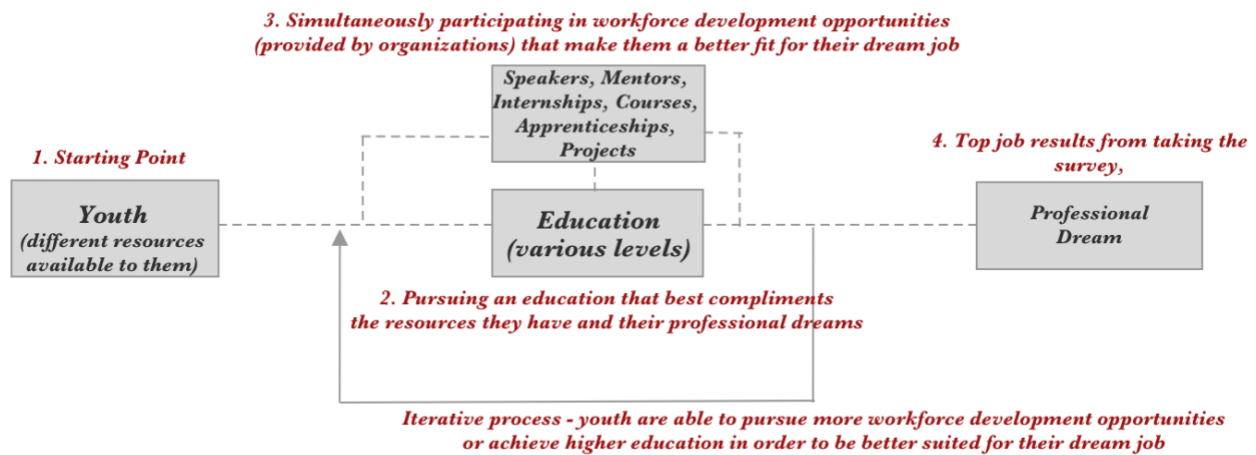 3. Simultaneously participating in workforce development opportunities
(provided by organizations) that make them a better fit for their dream job
Speakers, Mentors,
Internships, Courses,
Apprenticeships,
Projects
1. Starting Point
Youth
(different resources
available to them)
Education
(various levels)
2. Pursuing an education that best compliments
the resources they have and their professional dreams
4. Top job results from taking the
survey,
Professional
Dream
Iterative process - youth are able to pursue more workforce development opportunities
or achieve higher education in order to be better suited for their dream job